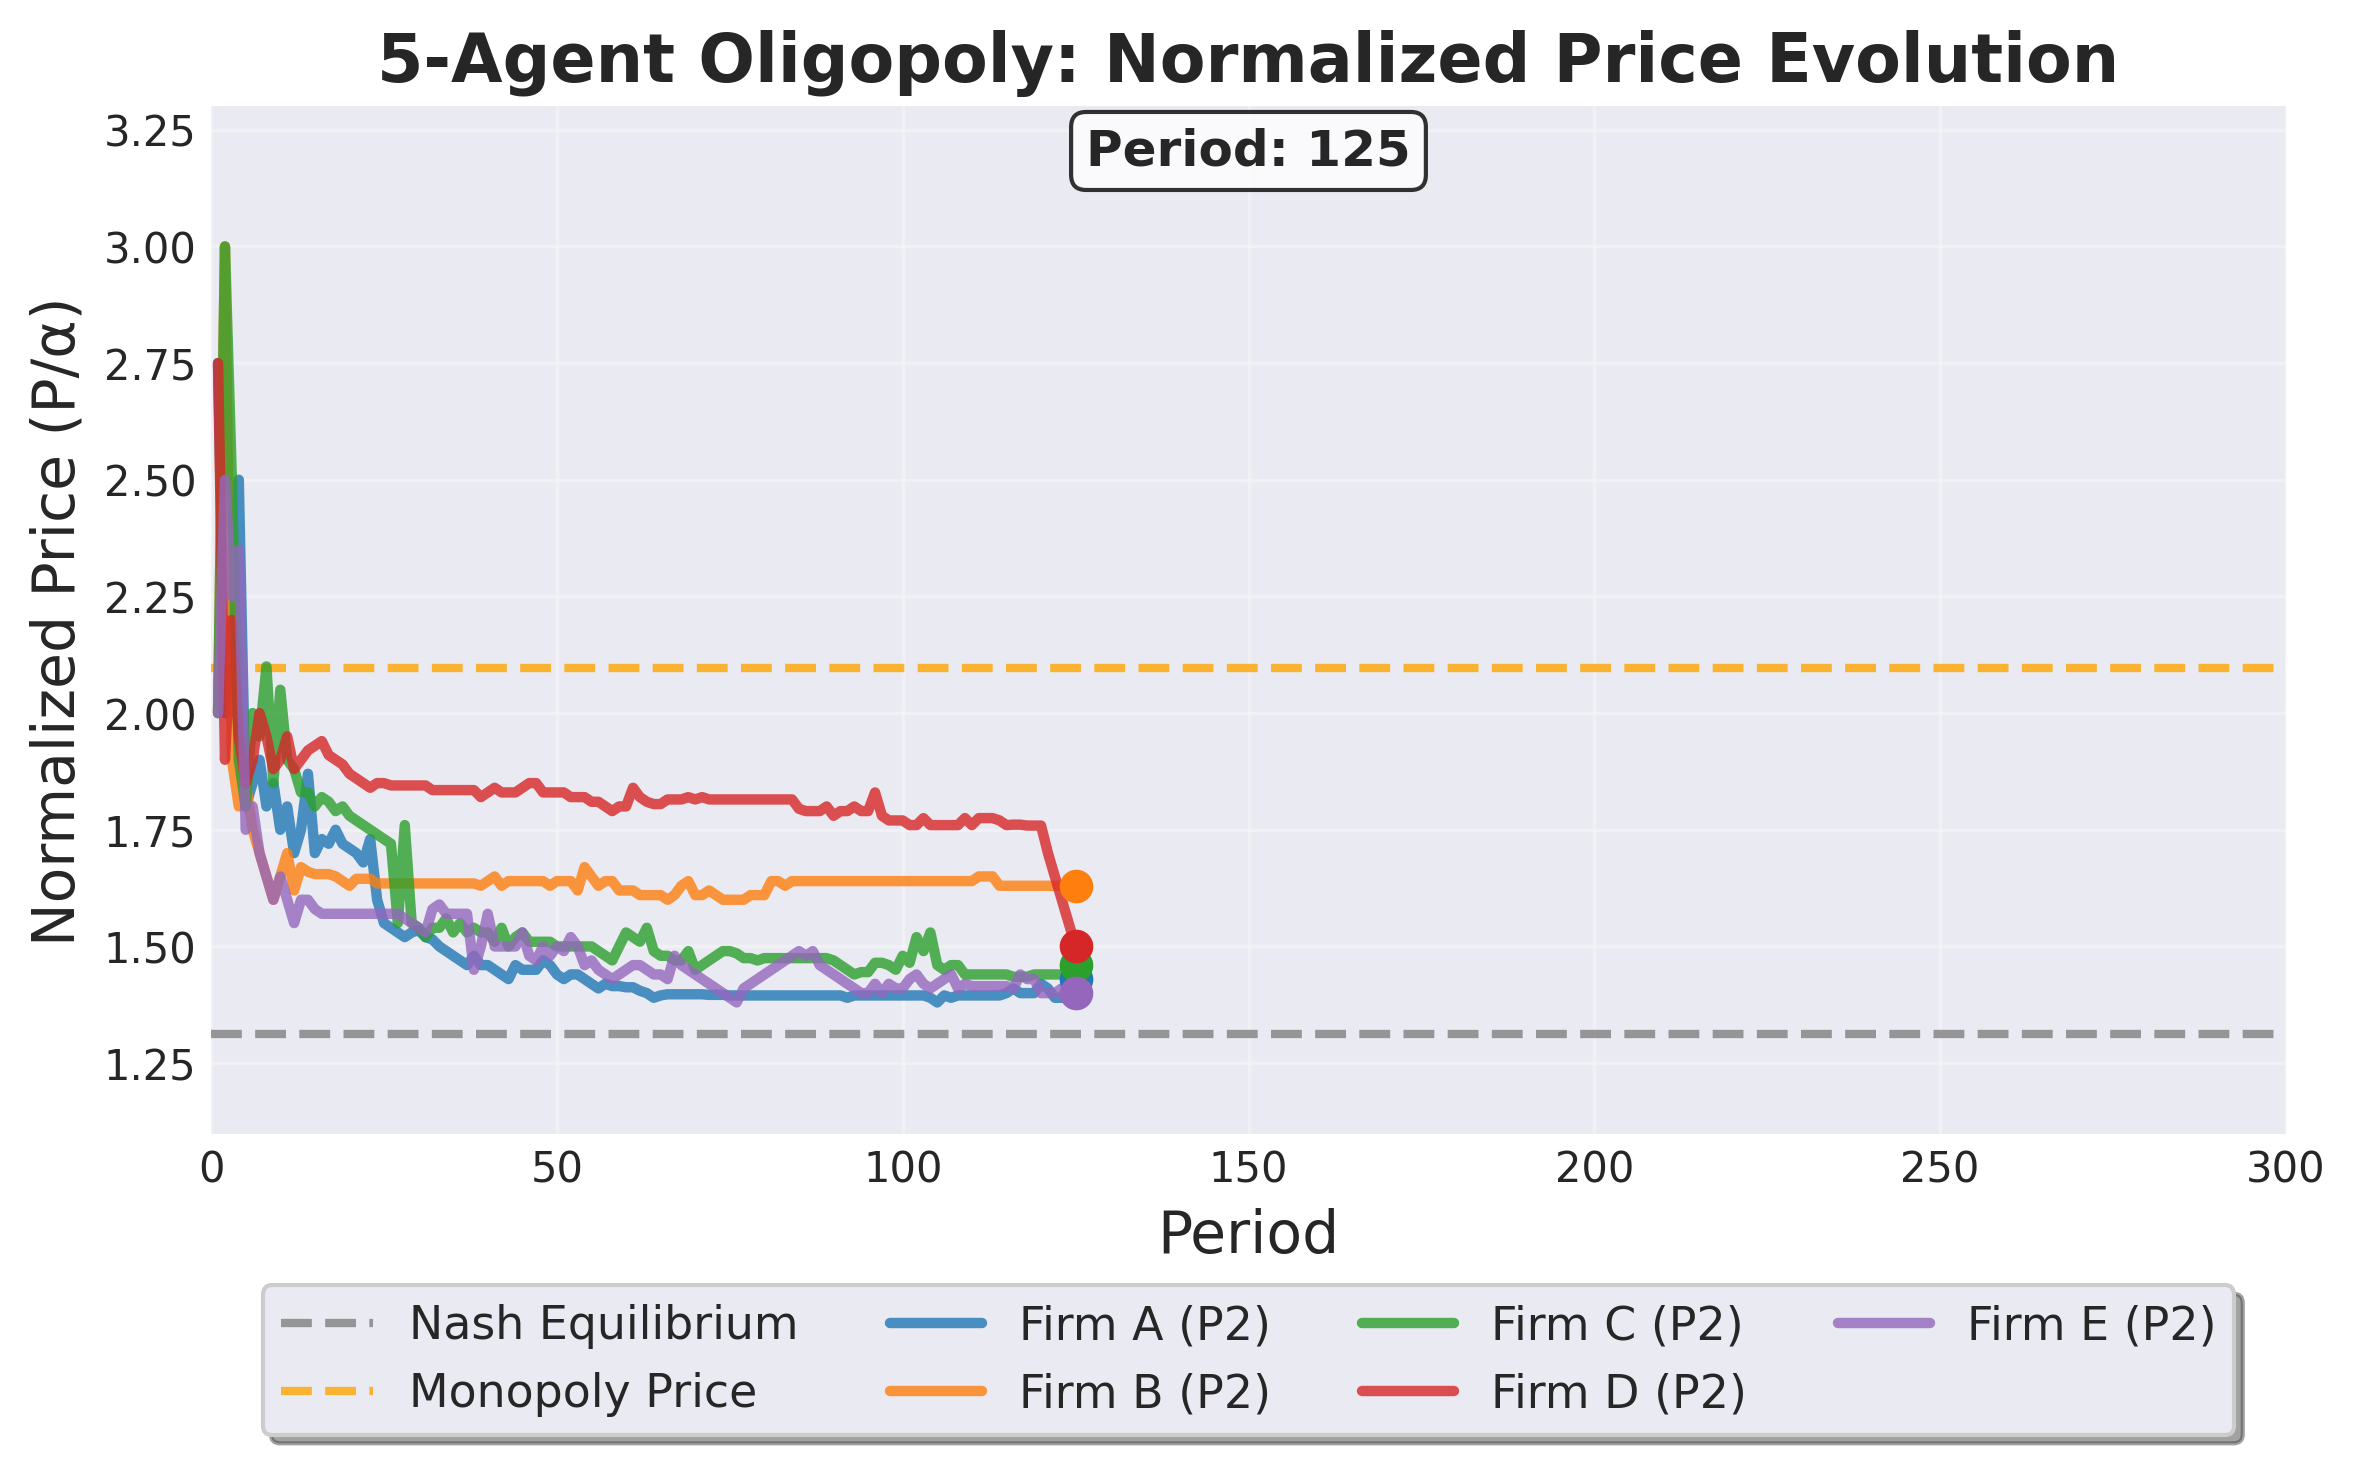 5-Agent Oligopoly: Normalized Price Evolution
Period: 125
Normalized Price (P/α)
3.25
3.00
2.75
2.50
2.25
2.00
1.75
1.50
1.25
0 50 100 150 200 250 300
Period
Nash Equilibrium
Monopoly Price
Firm A (P2)
Firm B (P2)
Firm C (P2)
Firm D (P2)
Firm E (P2)